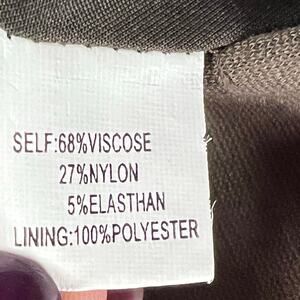 SELF:68%VISCOSE
27%NYLON
5%ELASTHAN
LINING:100%POLYESTER